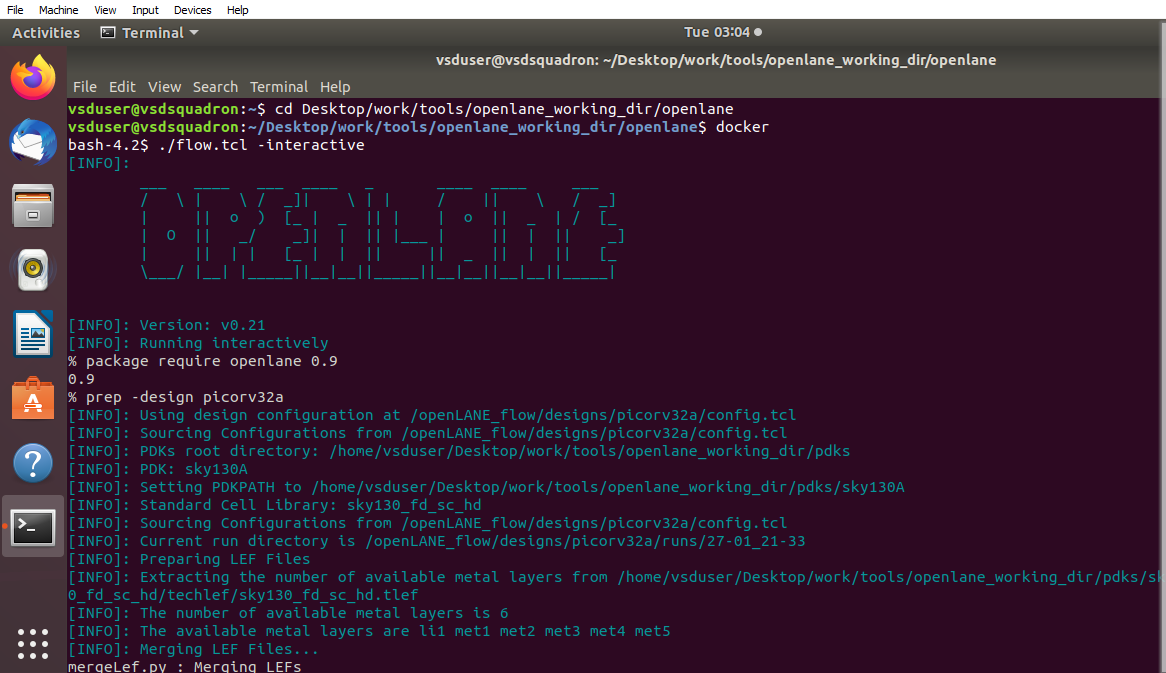 File Machine View Input Devices Help
Activities Terminal Tue 03:04
vsduser@vsdsquadron: ~/Desktop/work/tools/openlane_working_dir/openlane
File Edit View Search Terminal Help
vsduser@vsdsquadron:~$ cd Desktop/work/tools/openlane_working_dir/openlane
vsduser@vsdsquadron:~/Desktop/work/tools/openlane_working_dir/openlane$ docker
bash-4.2$ ./flow.tcl -interactive
[INFO]:
OPENLANE
[INFO]: Version: v0.21
[INFO]: Running interactively
% package require openlane 0.9
0.9
% prep -design picorv32a
[INFO]: Using design configuration at /openLANE_flow/designs/picorv32a/config.tcl
[INFO]: Sourcing Configurations from /openLANE_flow/designs/picorv32a/config.tcl
[INFO]: PDKs root directory: /home/vsduser/Desktop/work/tools/openlane_working_dir/pdks
[INFO]: PDK: sky130A
[INFO]: Setting PDKPATH to /home/vsduser/Desktop/work/tools/openlane_working_dir/pdks/sky130A
[INFO]: Standard Cell Library: sky130_fd_sc_hd
[INFO]: Sourcing Configurations from /openLANE_flow/designs/picorv32a/config.tcl
[INFO]: Current run directory is /openLANE_flow/designs/picorv32a/runs/27-01_21-33
[INFO]: Preparing LEF Files
[INFO]: Extracting the number of available metal layers from /home/vsduser/Desktop/work/tools/openlane_working_dir/pdks/sk
0_fd_sc_hd/techlef/sky130_fd_sc_hd.tlef
[INFO]: The number of available metal layers is 6
[INFO]: The available metal layers are li1 met1 met2 met3 met4 met5
[INFO]: Merging LEF Files...
mergeLef.py : Merging LEFs